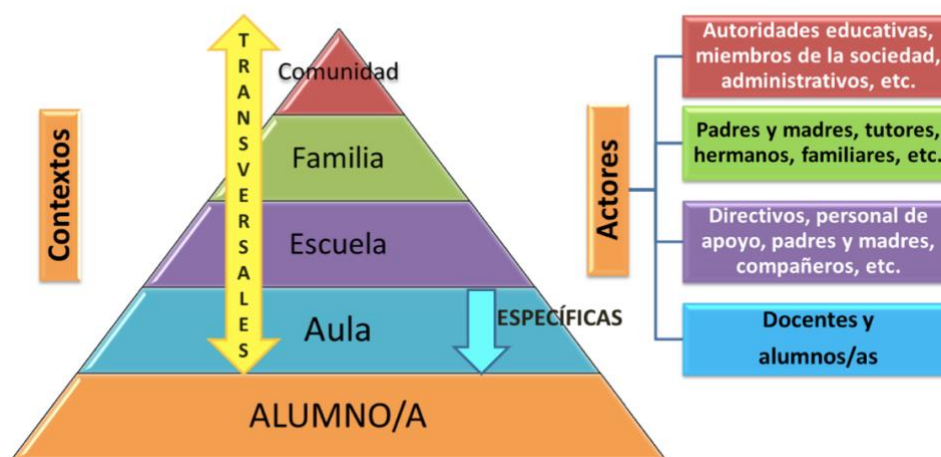 Contextos
TRANSVERSALES
Comunidad
Familia
Escuela
Aula
ESPECÍFICAS
ALUMNO/A
Actores
Autoridades educativas,
miembros de la sociedad,
administrativos, etc.
Padres y madres, tutores,
hermanos, familiares, etc.
Directivos, personal de
apoyo, padres y madres,
compañeros, etc.
Docentes y
alumnos/as